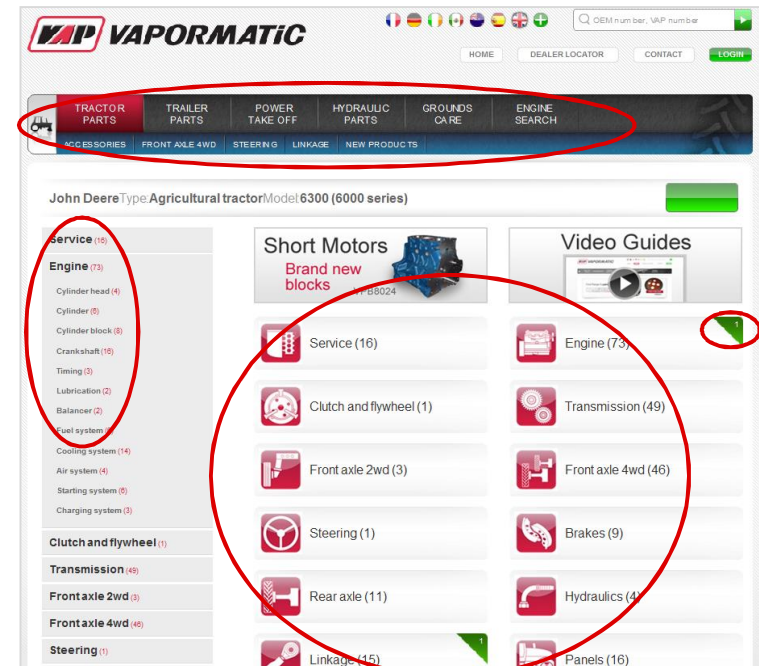 VAP VAPORMATiC
OEM number, VAP number
HOME DEALER LOCATOR CONTACT LOGIN
TRACTOR PARTS TRAILER PARTS POWER TAKE OFF HYDRAULIC PARTS GROUNDS CARE ENGINE SEARCH
ACCESSORIES FRONT AXLE 4WD STEERING LINKAGE NEW PRODUCTS
John DeereType:Agricultural tractorModel:6300 (6000 series)
Service (16)
Engine (73)
Cylinder head (4)
Cylinder (6)
Cylinder block (8)
Crankshaft (16)
Timing (3)
Lubrication (2)
Balancer (2)
Fuel system
Cooling system (14)
Air system (4)
Starting system (6)
Charging system (3)
Clutch and flywheel (1)
Transmission (49)
Front axle 2wd (3)
Front axle 4wd (46)
Steering (1)
Short Motors
Brand new
blocks
VPB8024
Video Guides
Service (16)
Engine (73)
1
Clutch and flywheel (1)
Transmission (49)
Front axle 2wd (3)
Front axle 4wd (46)
Steering (1)
Brakes (9)
Rear axle (11)
Hydraulics (4)
Linkage (15)
1
Panels (16)